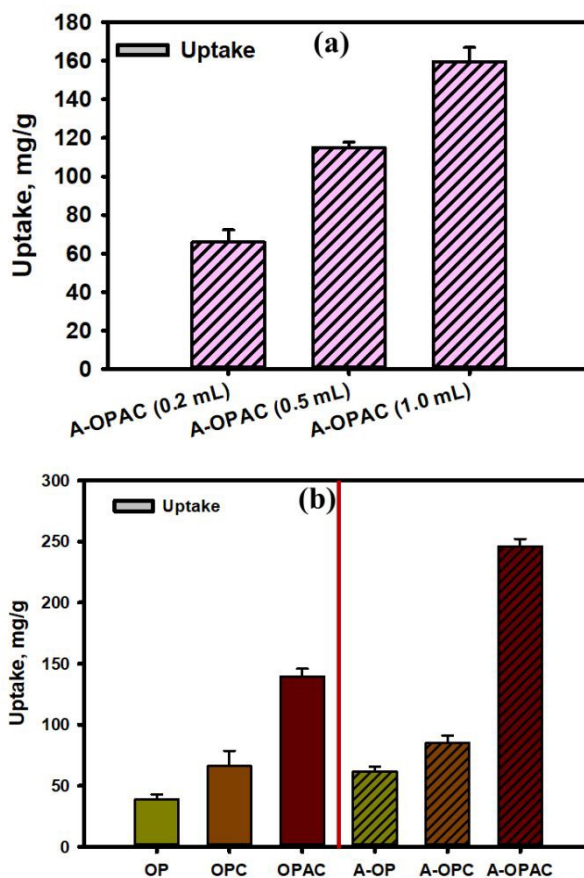 (a)
Uptake
Uptake, mg/g
180
160
140
120
100
80
60
40
20
0
A-OPAC (0.2 mL)
A-OPAC (0.5 mL)
A-OPAC (1.0 mL)
(b)
Uptake
Uptake, mg/g
300
250
200
150
100
50
0
OP OPC OPAC A-OP A-OPC A-OPAC